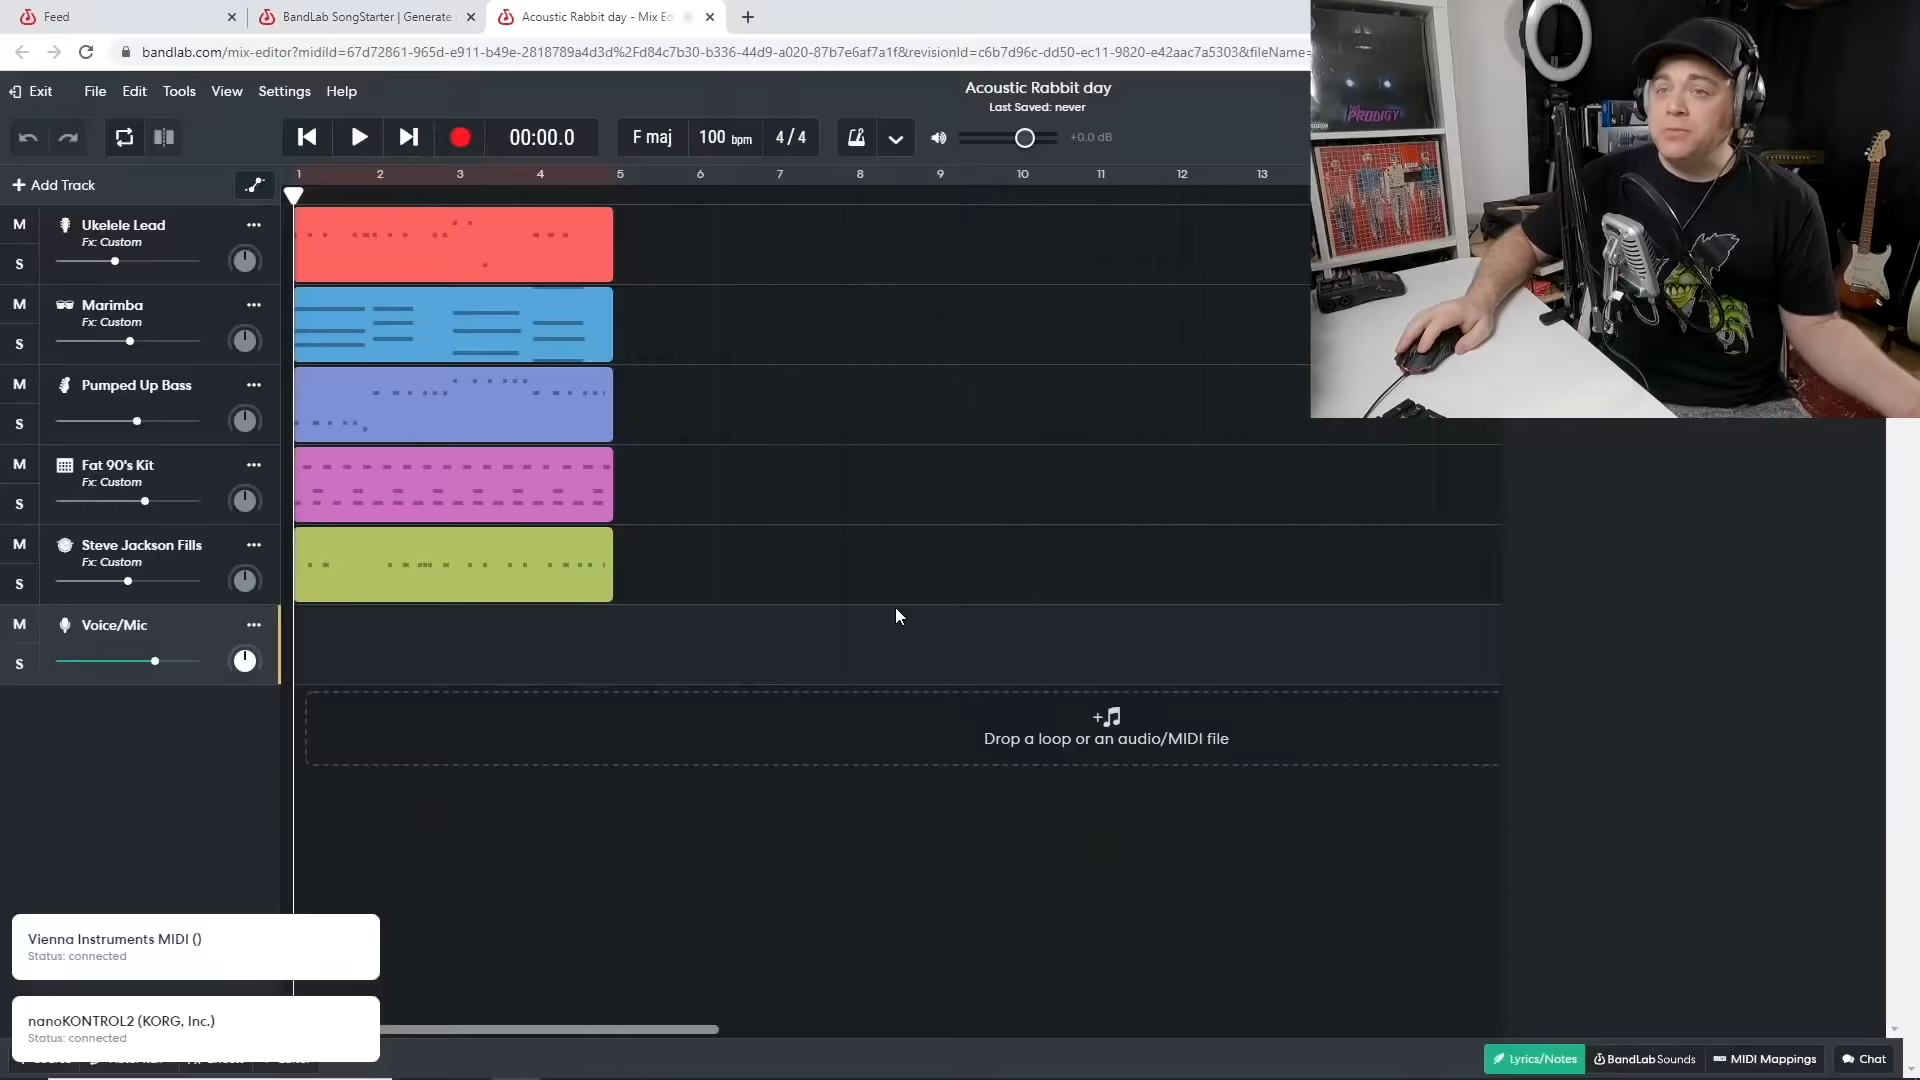 Feed
BandLab SongStarter | Generate
Acoustic Rabbit day - Mix Ed
bandlab.com/mix-editor?midiId=67d72861-965d-e911-b49e-2818789a4d3d%2Fd84c7b30-b336-44d9-a020-87b7e6af7a1f&revisionId=c6b7d96c-dd50-ec11-9820-e42aac7a5303&fileName=
Exit
File
Edit
Tools
View
Settings
Help
Acoustic Rabbit day
Last Saved: never
00:00.0
F maj
100 bpm
4 / 4
+0.0 dB
Add Track
1 2 3 4 5 6 7 8 9 10 11 12 13
M
Ukelele Lead
Fx: Custom
S
M
Marimba
Fx: Custom
S
M
Pumped Up Bass
S
M
Fat 90's Kit
Fx: Custom
S
M
Steve Jackson Fills
Fx: Custom
S
M
Voice/Mic
S
Drop a loop or an audio/MIDI file
Vienna Instruments MIDI ()
Status: connected
nanoKONTROL2 (KORG, Inc.)
Status: connected
Lyrics/Notes
BandLab Sounds
MIDI Mappings
Chat
PRODIGY